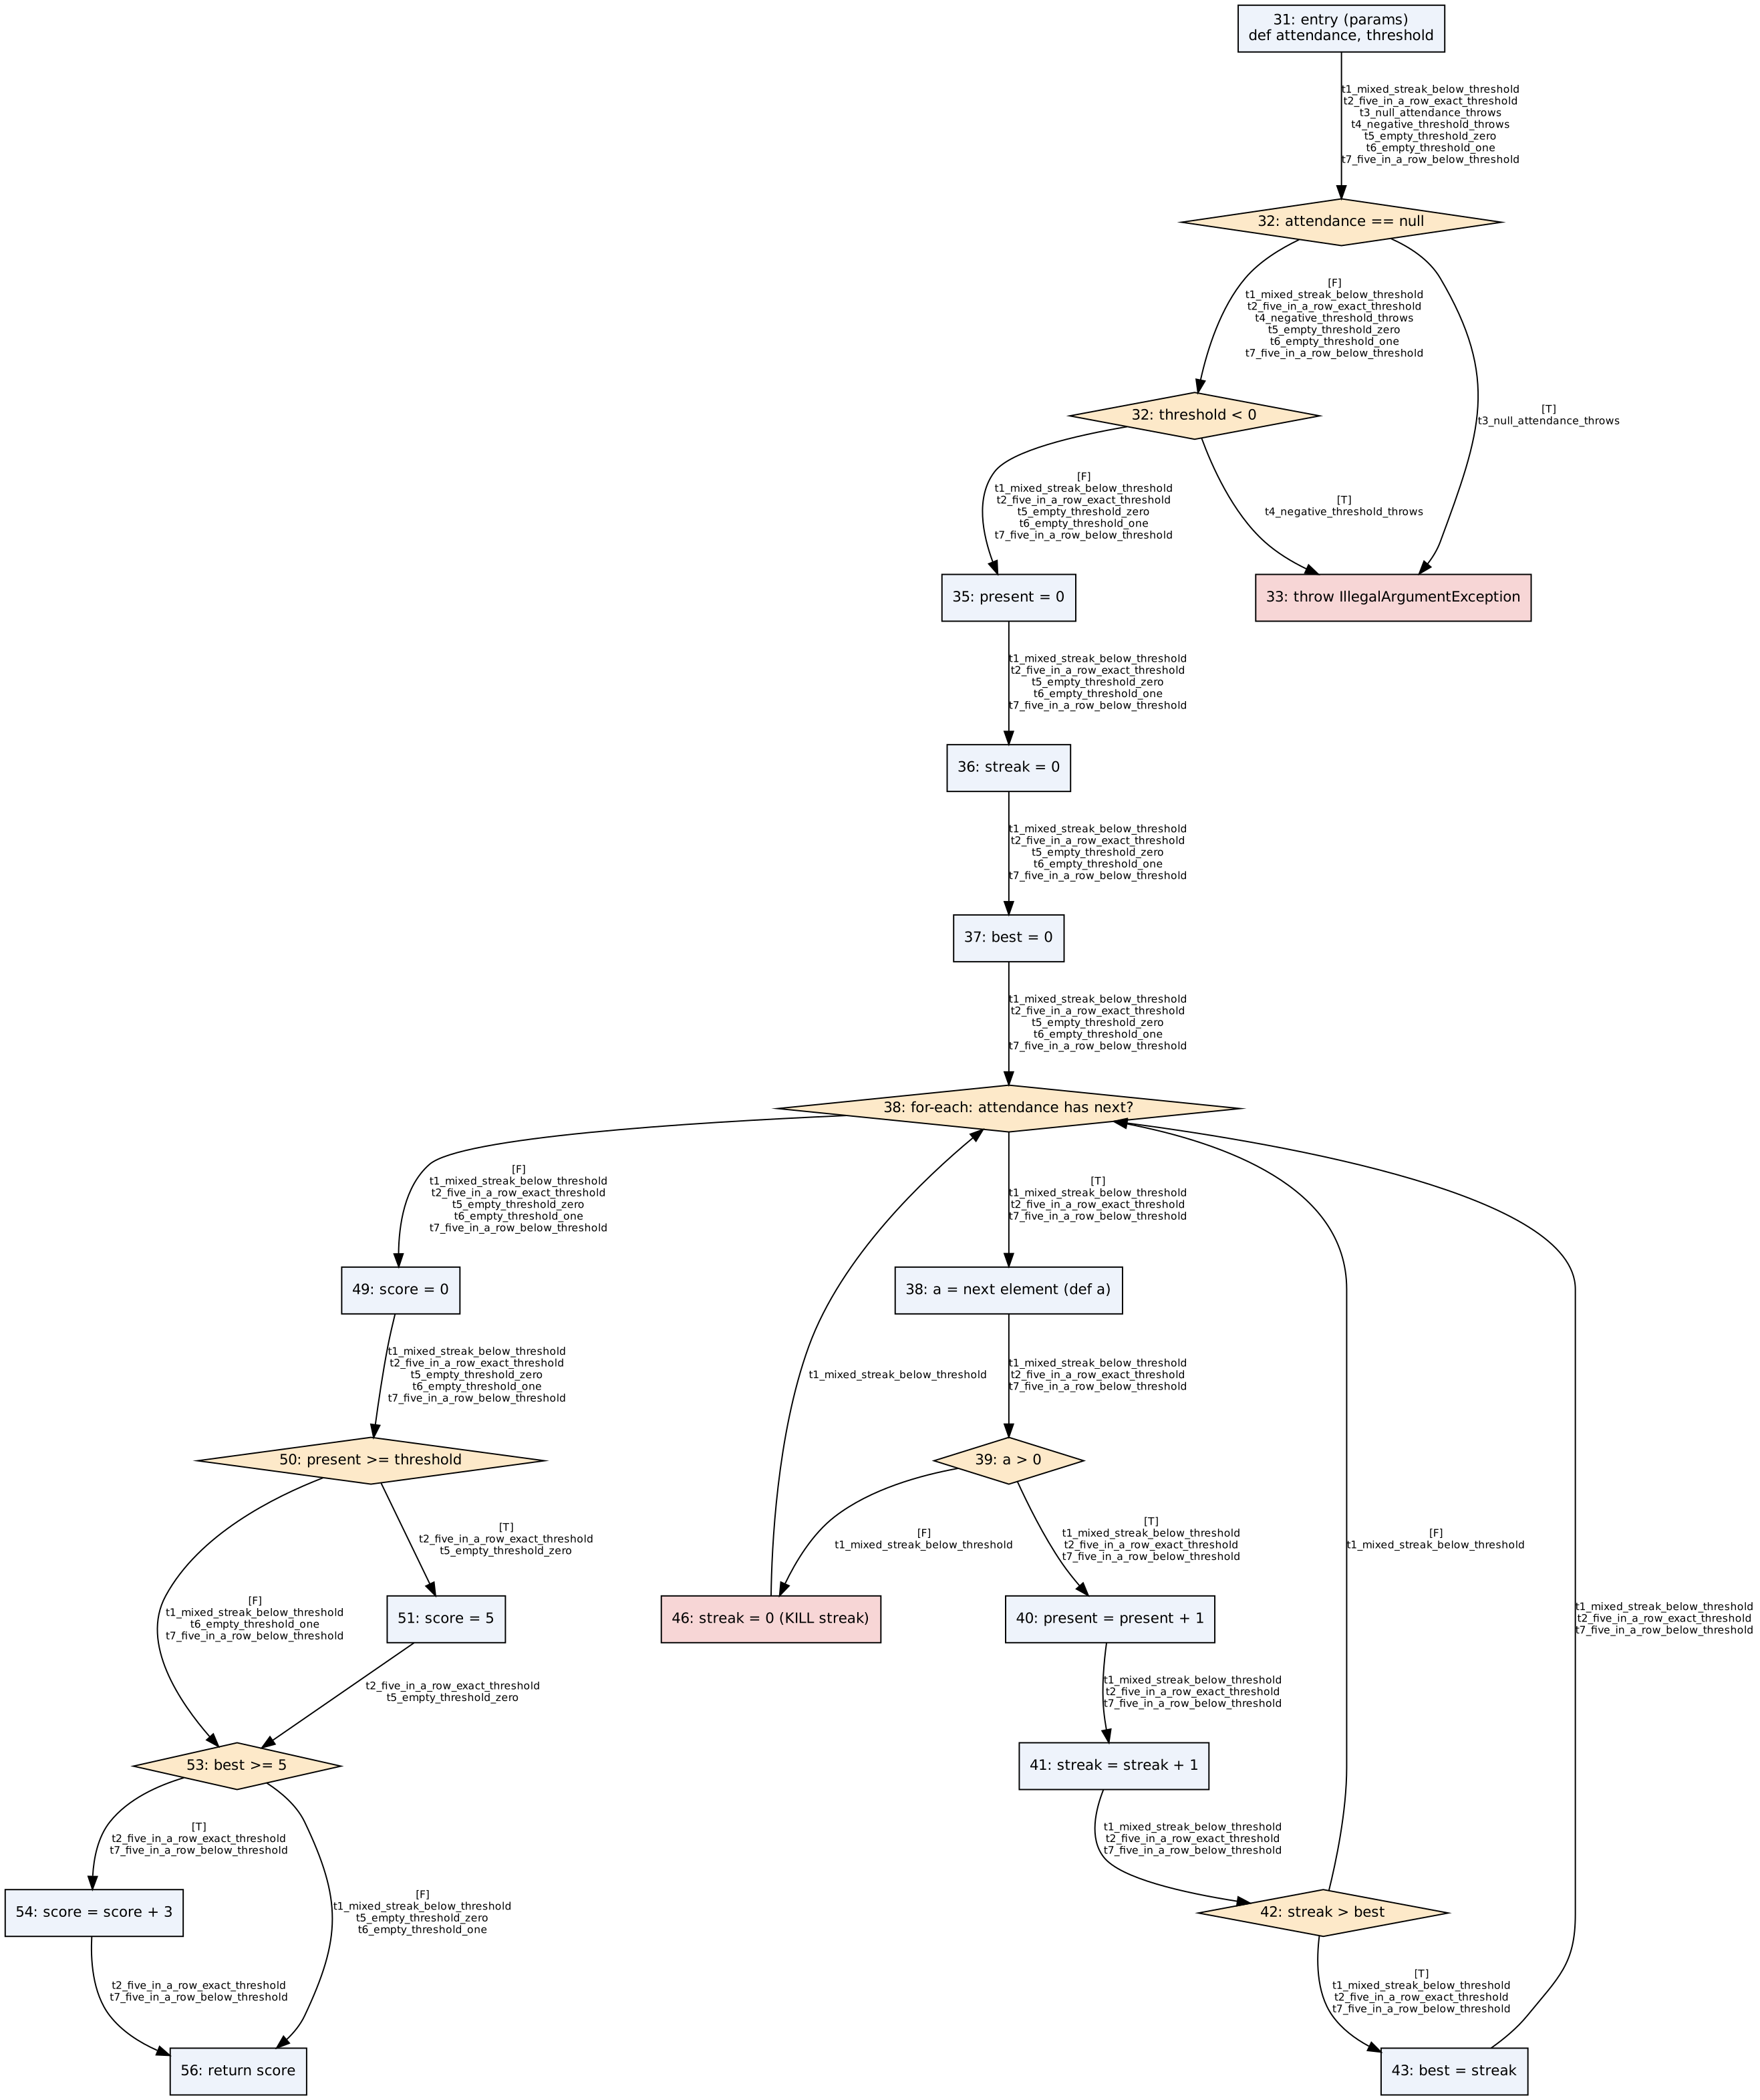 31: entry (params)
def attendance, threshold
t1_mixed_streak_below_threshold
t2_five_in_a_row_exact_threshold
t3_null_attendance_throws
t4_negative_threshold_throws
t5_empty_threshold_zero
t6_empty_threshold_one
t7_five_in_a_row_below_threshold
32: attendance == null
[F]
t1_mixed_streak_below_threshold
t2_five_in_a_row_exact_threshold
t4_negative_threshold_throws
t5_empty_threshold_zero
t6_empty_threshold_one
t7_five_in_a_row_below_threshold
[T]
t3_null_attendance_throws
32: threshold < 0
[F]
t1_mixed_streak_below_threshold
t2_five_in_a_row_exact_threshold
t5_empty_threshold_zero
t6_empty_threshold_one
t7_five_in_a_row_below_threshold
[T]
t4_negative_threshold_throws
35: present = 0
33: throw IllegalArgumentException
t1_mixed_streak_below_threshold
t2_five_in_a_row_exact_threshold
t5_empty_threshold_zero
t6_empty_threshold_one
t7_five_in_a_row_below_threshold
36: streak = 0
t1_mixed_streak_below_threshold
t2_five_in_a_row_exact_threshold
t5_empty_threshold_zero
t6_empty_threshold_one
t7_five_in_a_row_below_threshold
37: best = 0
t1_mixed_streak_below_threshold
t2_five_in_a_row_exact_threshold
t5_empty_threshold_zero
t6_empty_threshold_one
t7_five_in_a_row_below_threshold
38: for-each: attendance has next?
[F]
t1_mixed_streak_below_threshold
t2_five_in_a_row_exact_threshold
t5_empty_threshold_zero
t6_empty_threshold_one
t7_five_in_a_row_below_threshold
[T]
t1_mixed_streak_below_threshold
t2_five_in_a_row_exact_threshold
t7_five_in_a_row_below_threshold
49: score = 0
38: a = next element (def a)
t1_mixed_streak_below_threshold
t2_five_in_a_row_exact_threshold
t5_empty_threshold_zero
t6_empty_threshold_one
t7_five_in_a_row_below_threshold
t1_mixed_streak_below_threshold
t1_mixed_streak_below_threshold
t2_five_in_a_row_exact_threshold
t7_five_in_a_row_below_threshold
50: present >= threshold
39: a > 0
[T]
t2_five_in_a_row_exact_threshold
t5_empty_threshold_zero
[F]
t1_mixed_streak_below_threshold
[T]
t1_mixed_streak_below_threshold
t2_five_in_a_row_exact_threshold
t7_five_in_a_row_below_threshold
[F]
t1_mixed_streak_below_threshold
[F]
t1_mixed_streak_below_threshold
t6_empty_threshold_one
t7_five_in_a_row_below_threshold
51: score = 5
46: streak = 0 (KILL streak)
40: present = present + 1
t1_mixed_streak_below_threshold
t2_five_in_a_row_exact_threshold
t7_five_in_a_row_below_threshold
t2_five_in_a_row_exact_threshold
t5_empty_threshold_zero
t1_mixed_streak_below_threshold
t2_five_in_a_row_exact_threshold
t7_five_in_a_row_below_threshold
53: best >= 5
41: streak = streak + 1
[T]
t2_five_in_a_row_exact_threshold
t7_five_in_a_row_below_threshold
t1_mixed_streak_below_threshold
t2_five_in_a_row_exact_threshold
t7_five_in_a_row_below_threshold
54: score = score + 3
[F]
t1_mixed_streak_below_threshold
t5_empty_threshold_zero
t6_empty_threshold_one
42: streak > best
t2_five_in_a_row_exact_threshold
t7_five_in_a_row_below_threshold
[T]
t1_mixed_streak_below_threshold
t2_five_in_a_row_exact_threshold
t7_five_in_a_row_below_threshold
56: return score
43: best = streak